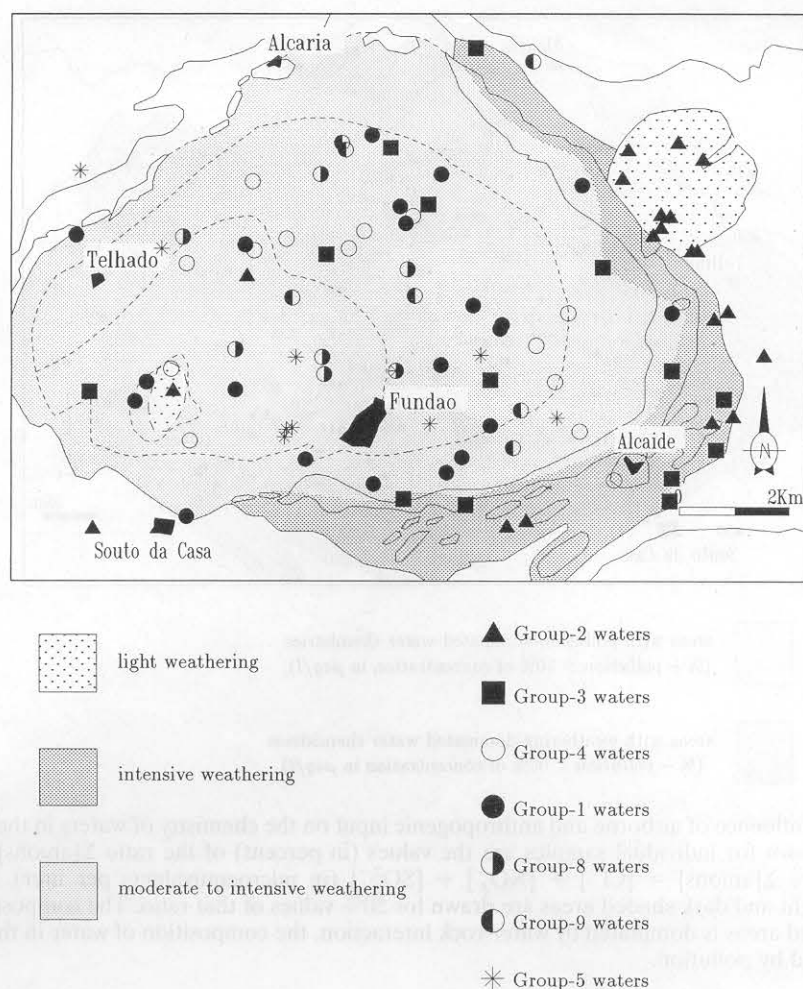 Alcaria
Telhado
Fundao
Alcaide
N
0 2Km
Souto da Casa
light weathering
intensive weathering
moderate to intensive weathering
Group-2 waters
Group-3 waters
Group-4 waters
Group-1 waters
Group-8 waters
Group-9 waters
Group-5 waters